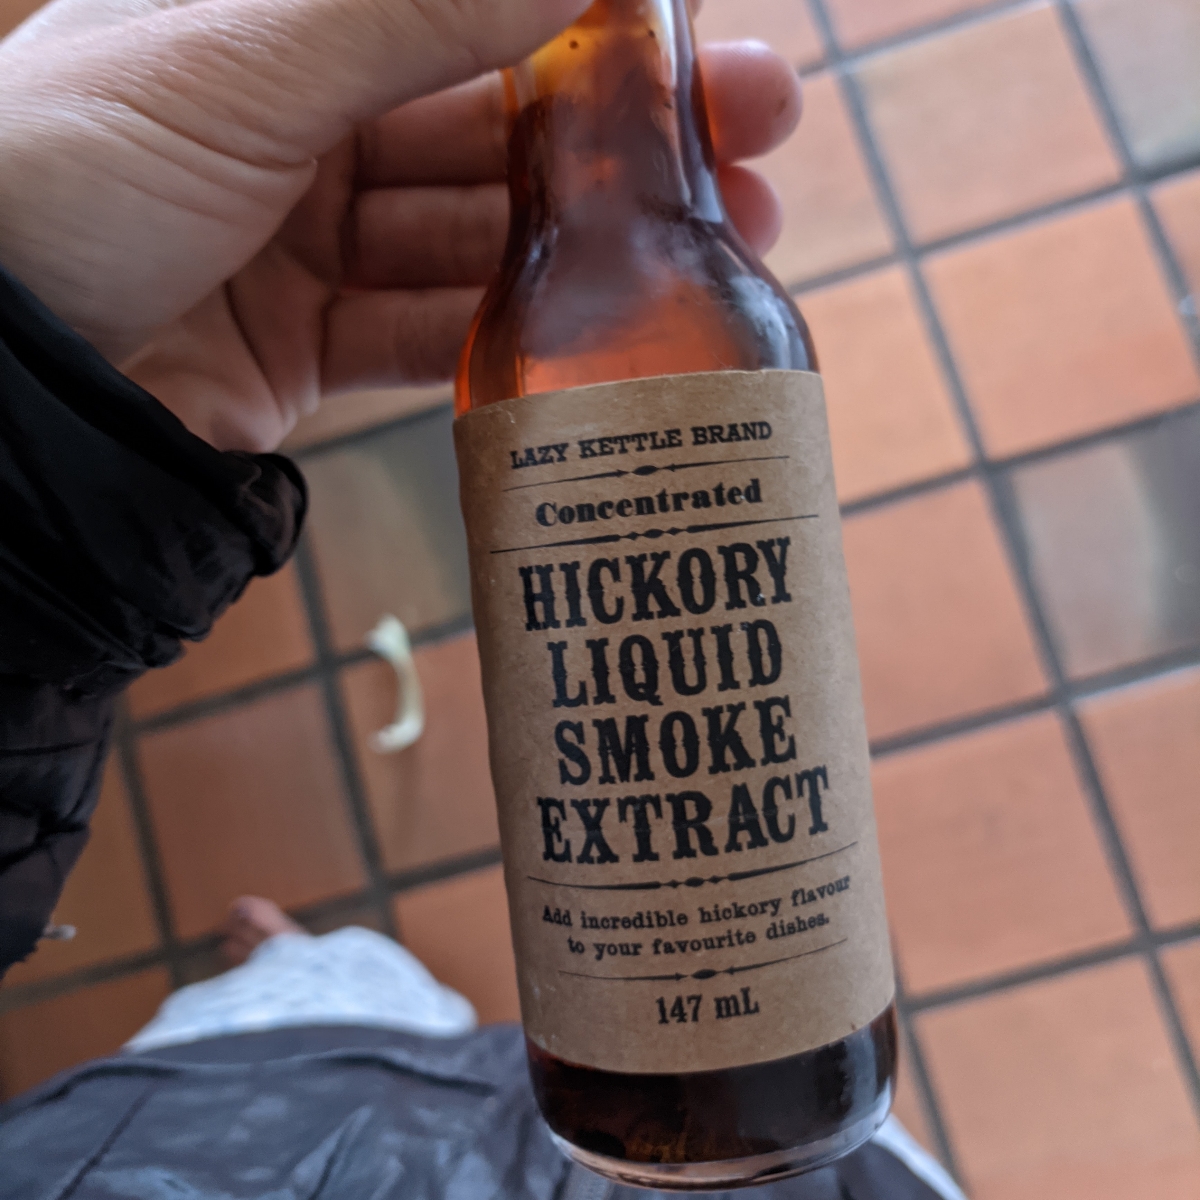 LAZY KETTLE BRAND
Concentrated
HICKORY
LIQUID
SMOKE
EXTRACT
Add incredible hickory flavour
to your favourite dishes.
147 mL